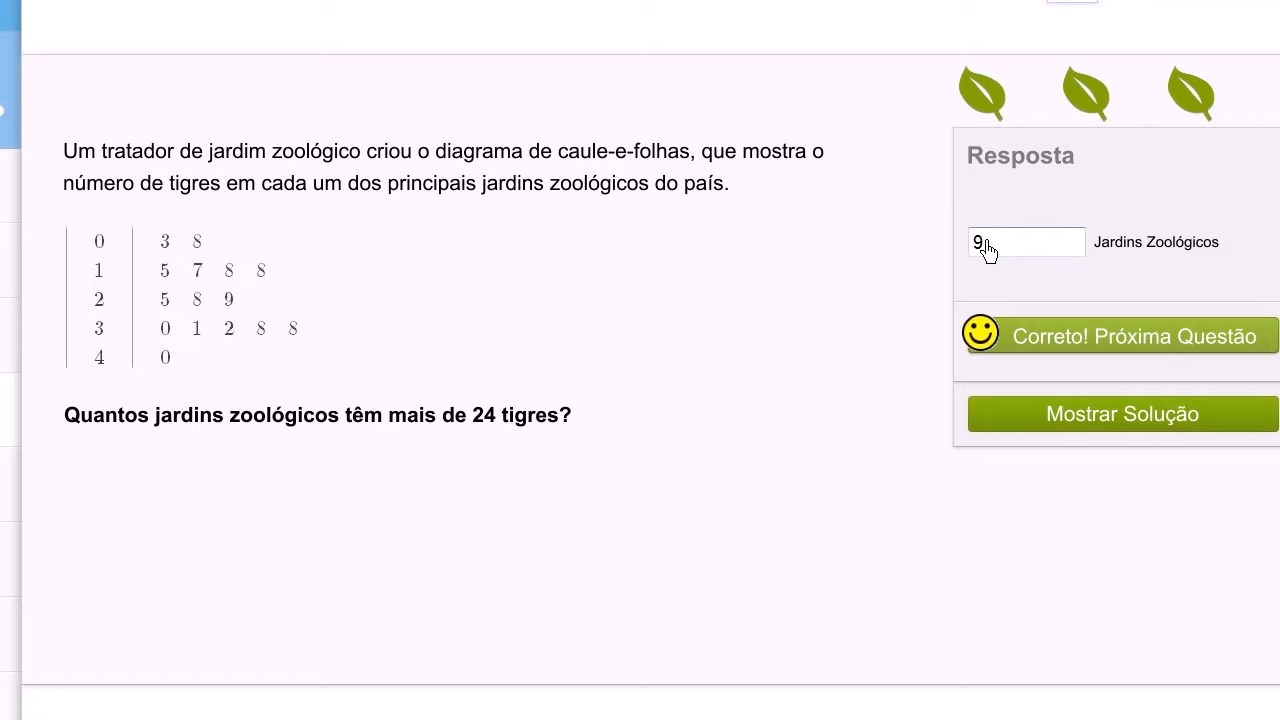 Um tratador de jardim zoológico criou o diagrama de caule-e-folhas, que mostra o
número de tigres em cada um dos principais jardins zoológicos do país.
0 3 8
1 5 7 8 8
2 5 8 9
3 0 1 2 8 8
4 0
Quantos jardins zoológicos têm mais de 24 tigres?
Resposta
9 Jardins Zoológicos
Correto! Próxima Questão
Mostrar Solução